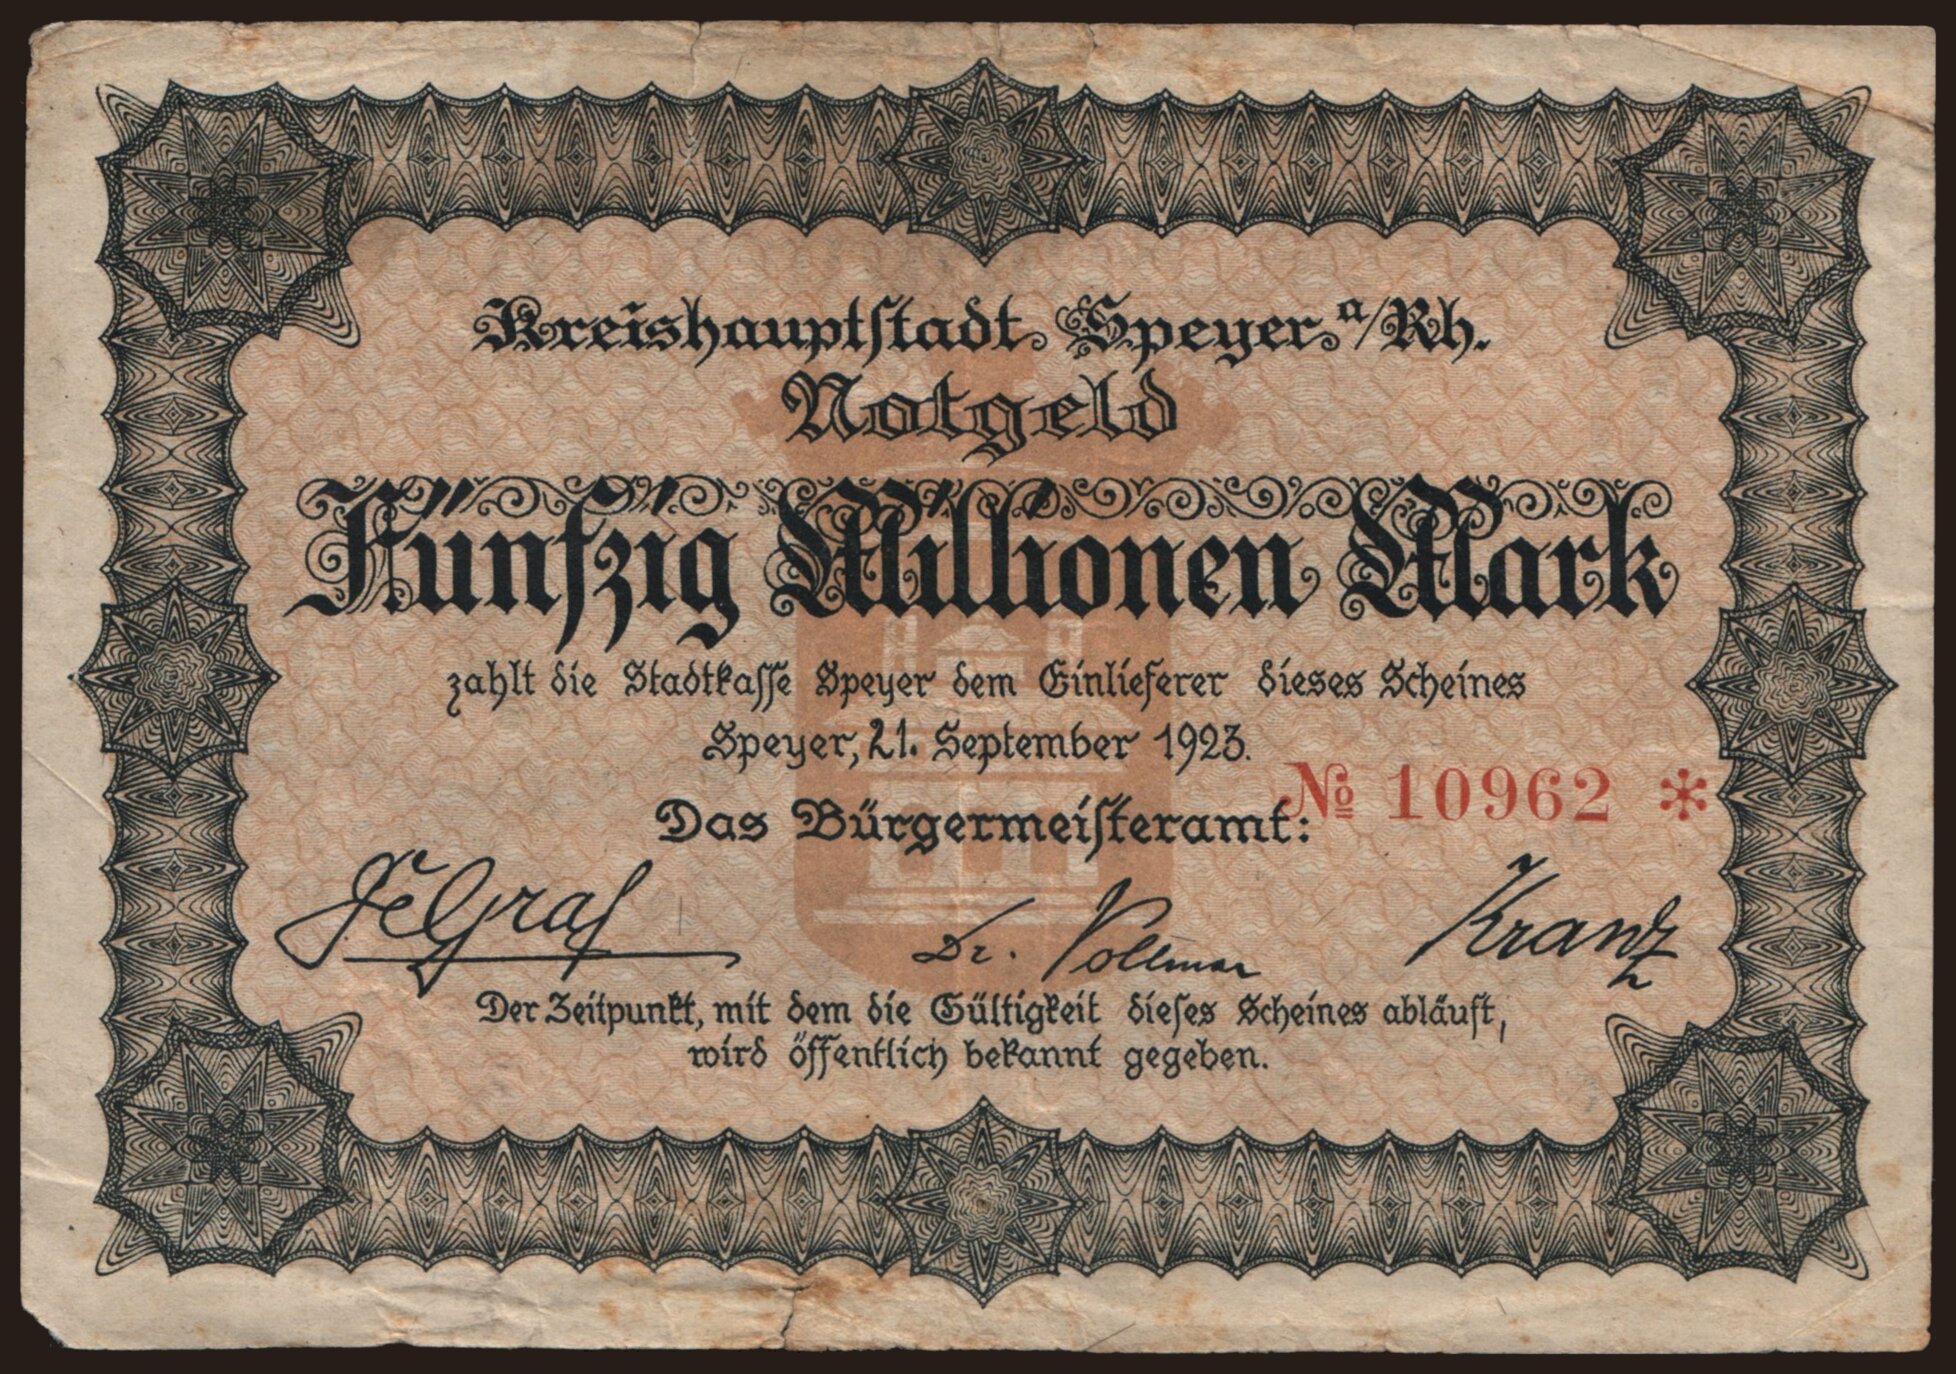 Kreishauptstadt Speyer a/Rh.
Notgeld
Fünfzig Millionen Mark
zahlt die Stadtkasse Speyer dem Einlieferer dieses Scheines
Speyer, 21. September 1923.
№ 10962 *
Das Bürgermeisteramt:
Graf Dr. Kranz
Der Zeitpunkt, mit dem die Gültigkeit dieses Scheines abläuft,
wird öffentlich bekannt gegeben.